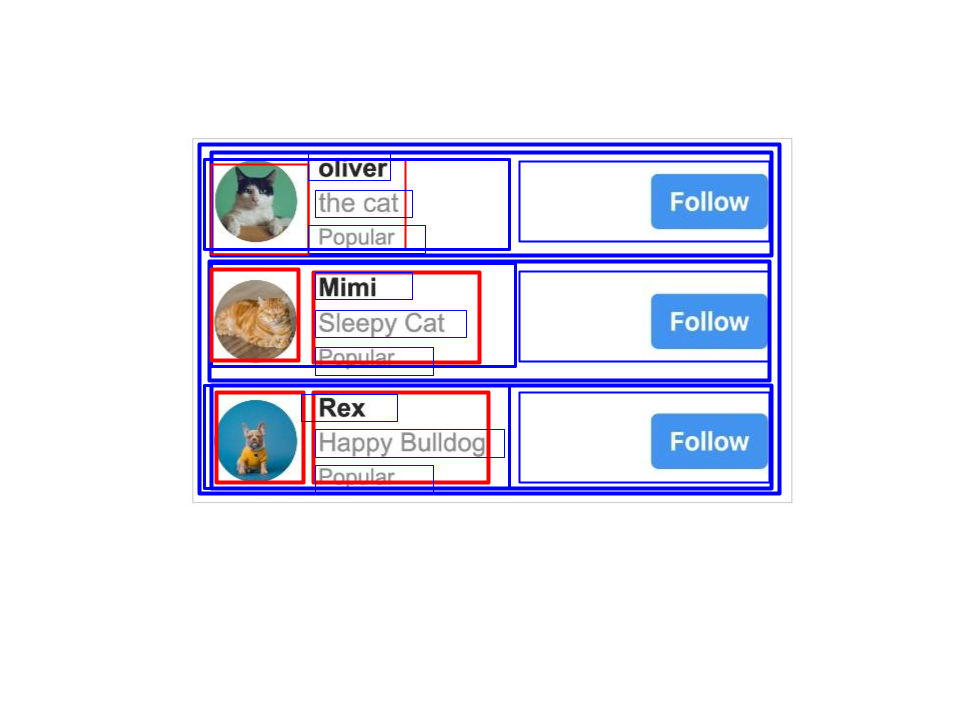 oliver
the cat
Popular
Follow
Mimi
Sleepy Cat
Popular
Follow
Rex
Happy Bulldog
Popular
Follow